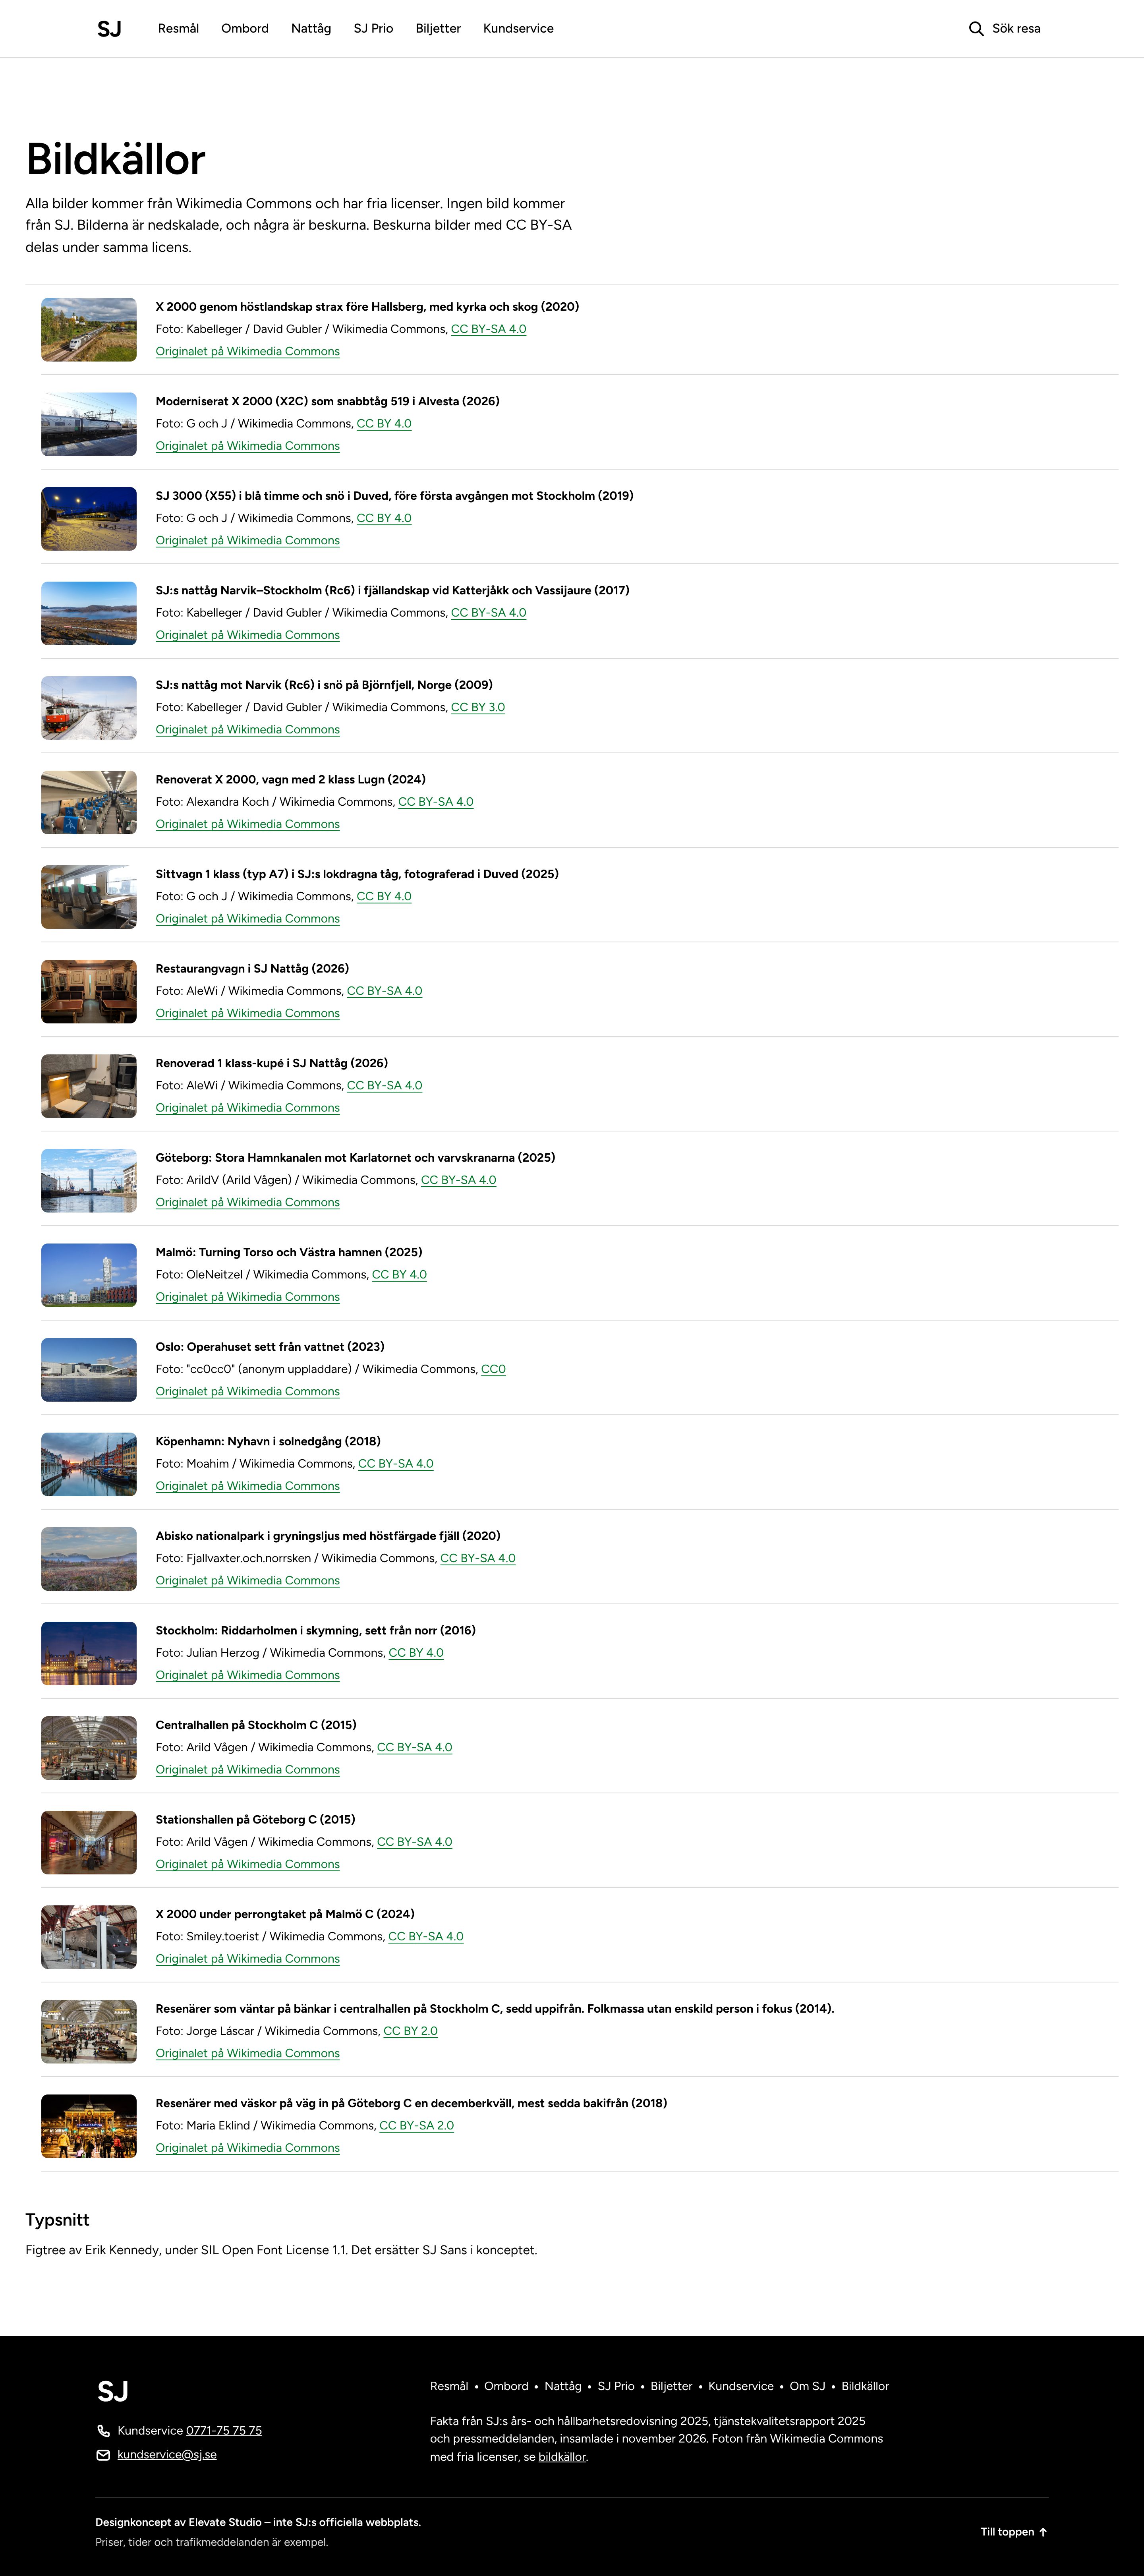 SJ Resmål Ombord Nattåg SJ Prio Biljetter Kundservice Sök resa
Bildkällor
Alla bilder kommer från Wikimedia Commons och har fria licenser. Ingen bild kommer
från SJ. Bilderna är nedskalade, och några är beskurna. Beskurna bilder med CC BY-SA
delas under samma licens.
X 2000 genom höstlandskap strax före Hallsberg, med kyrka och skog (2020)
Foto: Kabelleger / David Gubler / Wikimedia Commons, CC BY-SA 4.0
Originalet på Wikimedia Commons
Moderniserat X 2000 (X2C) som snabbtåg 519 i Alvesta (2026)
Foto: G och J / Wikimedia Commons, CC BY 4.0
Originalet på Wikimedia Commons
SJ 3000 (X55) i blå timme och snö i Duved, före första avgången mot Stockholm (2019)
Foto: G och J / Wikimedia Commons, CC BY 4.0
Originalet på Wikimedia Commons
SJ:s nattåg Narvik–Stockholm (Rc6) i fjällandskap vid Katterjåkk och Vassijaure (2017)
Foto: Kabelleger / David Gubler / Wikimedia Commons, CC BY-SA 4.0
Originalet på Wikimedia Commons
SJ:s nattåg mot Narvik (Rc6) i snö på Björnfjell, Norge (2009)
Foto: Kabelleger / David Gubler / Wikimedia Commons, CC BY 3.0
Originalet på Wikimedia Commons
Renoverat X 2000, vagn med 2 klass Lugn (2024)
Foto: Alexandra Koch / Wikimedia Commons, CC BY-SA 4.0
Originalet på Wikimedia Commons
Sittvagn 1 klass (typ A7) i SJ:s lokdragna tåg, fotograferad i Duved (2025)
Foto: G och J / Wikimedia Commons, CC BY 4.0
Originalet på Wikimedia Commons
Restaurangvagn i SJ Nattåg (2026)
Foto: AleWi / Wikimedia Commons, CC BY-SA 4.0
Originalet på Wikimedia Commons
Renoverad 1 klass-kupé i SJ Nattåg (2026)
Foto: AleWi / Wikimedia Commons, CC BY-SA 4.0
Originalet på Wikimedia Commons
Göteborg: Stora Hamnkanalen mot Karlatornet och varvskranarna (2025)
Foto: ArildV (Arild Vågen) / Wikimedia Commons, CC BY-SA 4.0
Originalet på Wikimedia Commons
Malmö: Turning Torso och Västra hamnen (2025)
Foto: OleNeitzel / Wikimedia Commons, CC BY 4.0
Originalet på Wikimedia Commons
Oslo: Operahuset sett från vattnet (2023)
Foto: "cc0cc0" (anonym uppladdare) / Wikimedia Commons, CC0
Originalet på Wikimedia Commons
Köpenhamn: Nyhavn i solnedgång (2018)
Foto: Moahim / Wikimedia Commons, CC BY-SA 4.0
Originalet på Wikimedia Commons
Abisko nationalpark i gryningsljus med höstfärgade fjäll (2020)
Foto: Fjallvaxter.och.norrsken / Wikimedia Commons, CC BY-SA 4.0
Originalet på Wikimedia Commons
Stockholm: Riddarholmen i skymning, sett från norr (2016)
Foto: Julian Herzog / Wikimedia Commons, CC BY 4.0
Originalet på Wikimedia Commons
Centralhallen på Stockholm C (2015)
Foto: Arild Vågen / Wikimedia Commons, CC BY-SA 4.0
Originalet på Wikimedia Commons
Stationshallen på Göteborg C (2015)
Foto: Arild Vågen / Wikimedia Commons, CC BY-SA 4.0
Originalet på Wikimedia Commons
X 2000 under perrongtaket på Malmö C (2024)
Foto: Smiley.toerist / Wikimedia Commons, CC BY-SA 4.0
Originalet på Wikimedia Commons
Resenärer som väntar på bänkar i centralhallen på Stockholm C, sedd uppifrån. Folkmassa utan enskild person i fokus (2014).
Foto: Jorge Láscar / Wikimedia Commons, CC BY 2.0
Originalet på Wikimedia Commons
Resenärer med väskor på väg in på Göteborg C en decemberkväll, mest sedda bakifrån (2018)
Foto: Maria Eklind / Wikimedia Commons, CC BY-SA 2.0
Originalet på Wikimedia Commons
Typsnitt
Figtree av Erik Kennedy, under SIL Open Font License 1.1. Det ersätter SJ Sans i konceptet.
SJ
Kundservice 0771-75 75 75
kundservice@sj.se
Resmål • Ombord • Nattåg • SJ Prio • Biljetter • Kundservice • Om SJ • Bildkällor
Fakta från SJ:s års- och hållbarhetsredovisning 2025, tjänstekvalitetsrapport 2025
och pressmeddelanden, insamlade i november 2026. Foton från Wikimedia Commons
med fria licenser, se bildkällor.
Designkoncept av Elevate Studio – inte SJ:s officiella webbplats.
Priser, tider och trafikmeddelanden är exempel.
Till toppen ↑